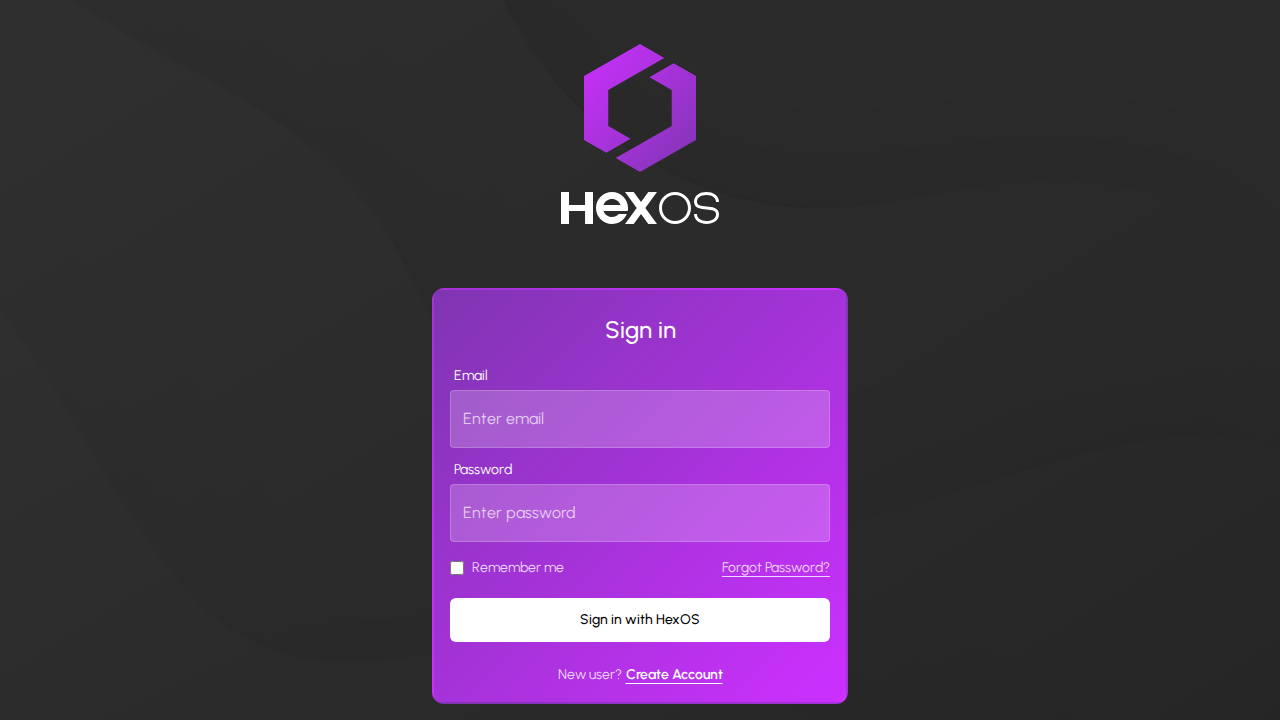 HexOS
Sign in
Email
Enter email
Password
Enter password
Remember me
Forgot Password?
Sign in with HexOS
New user? Create Account